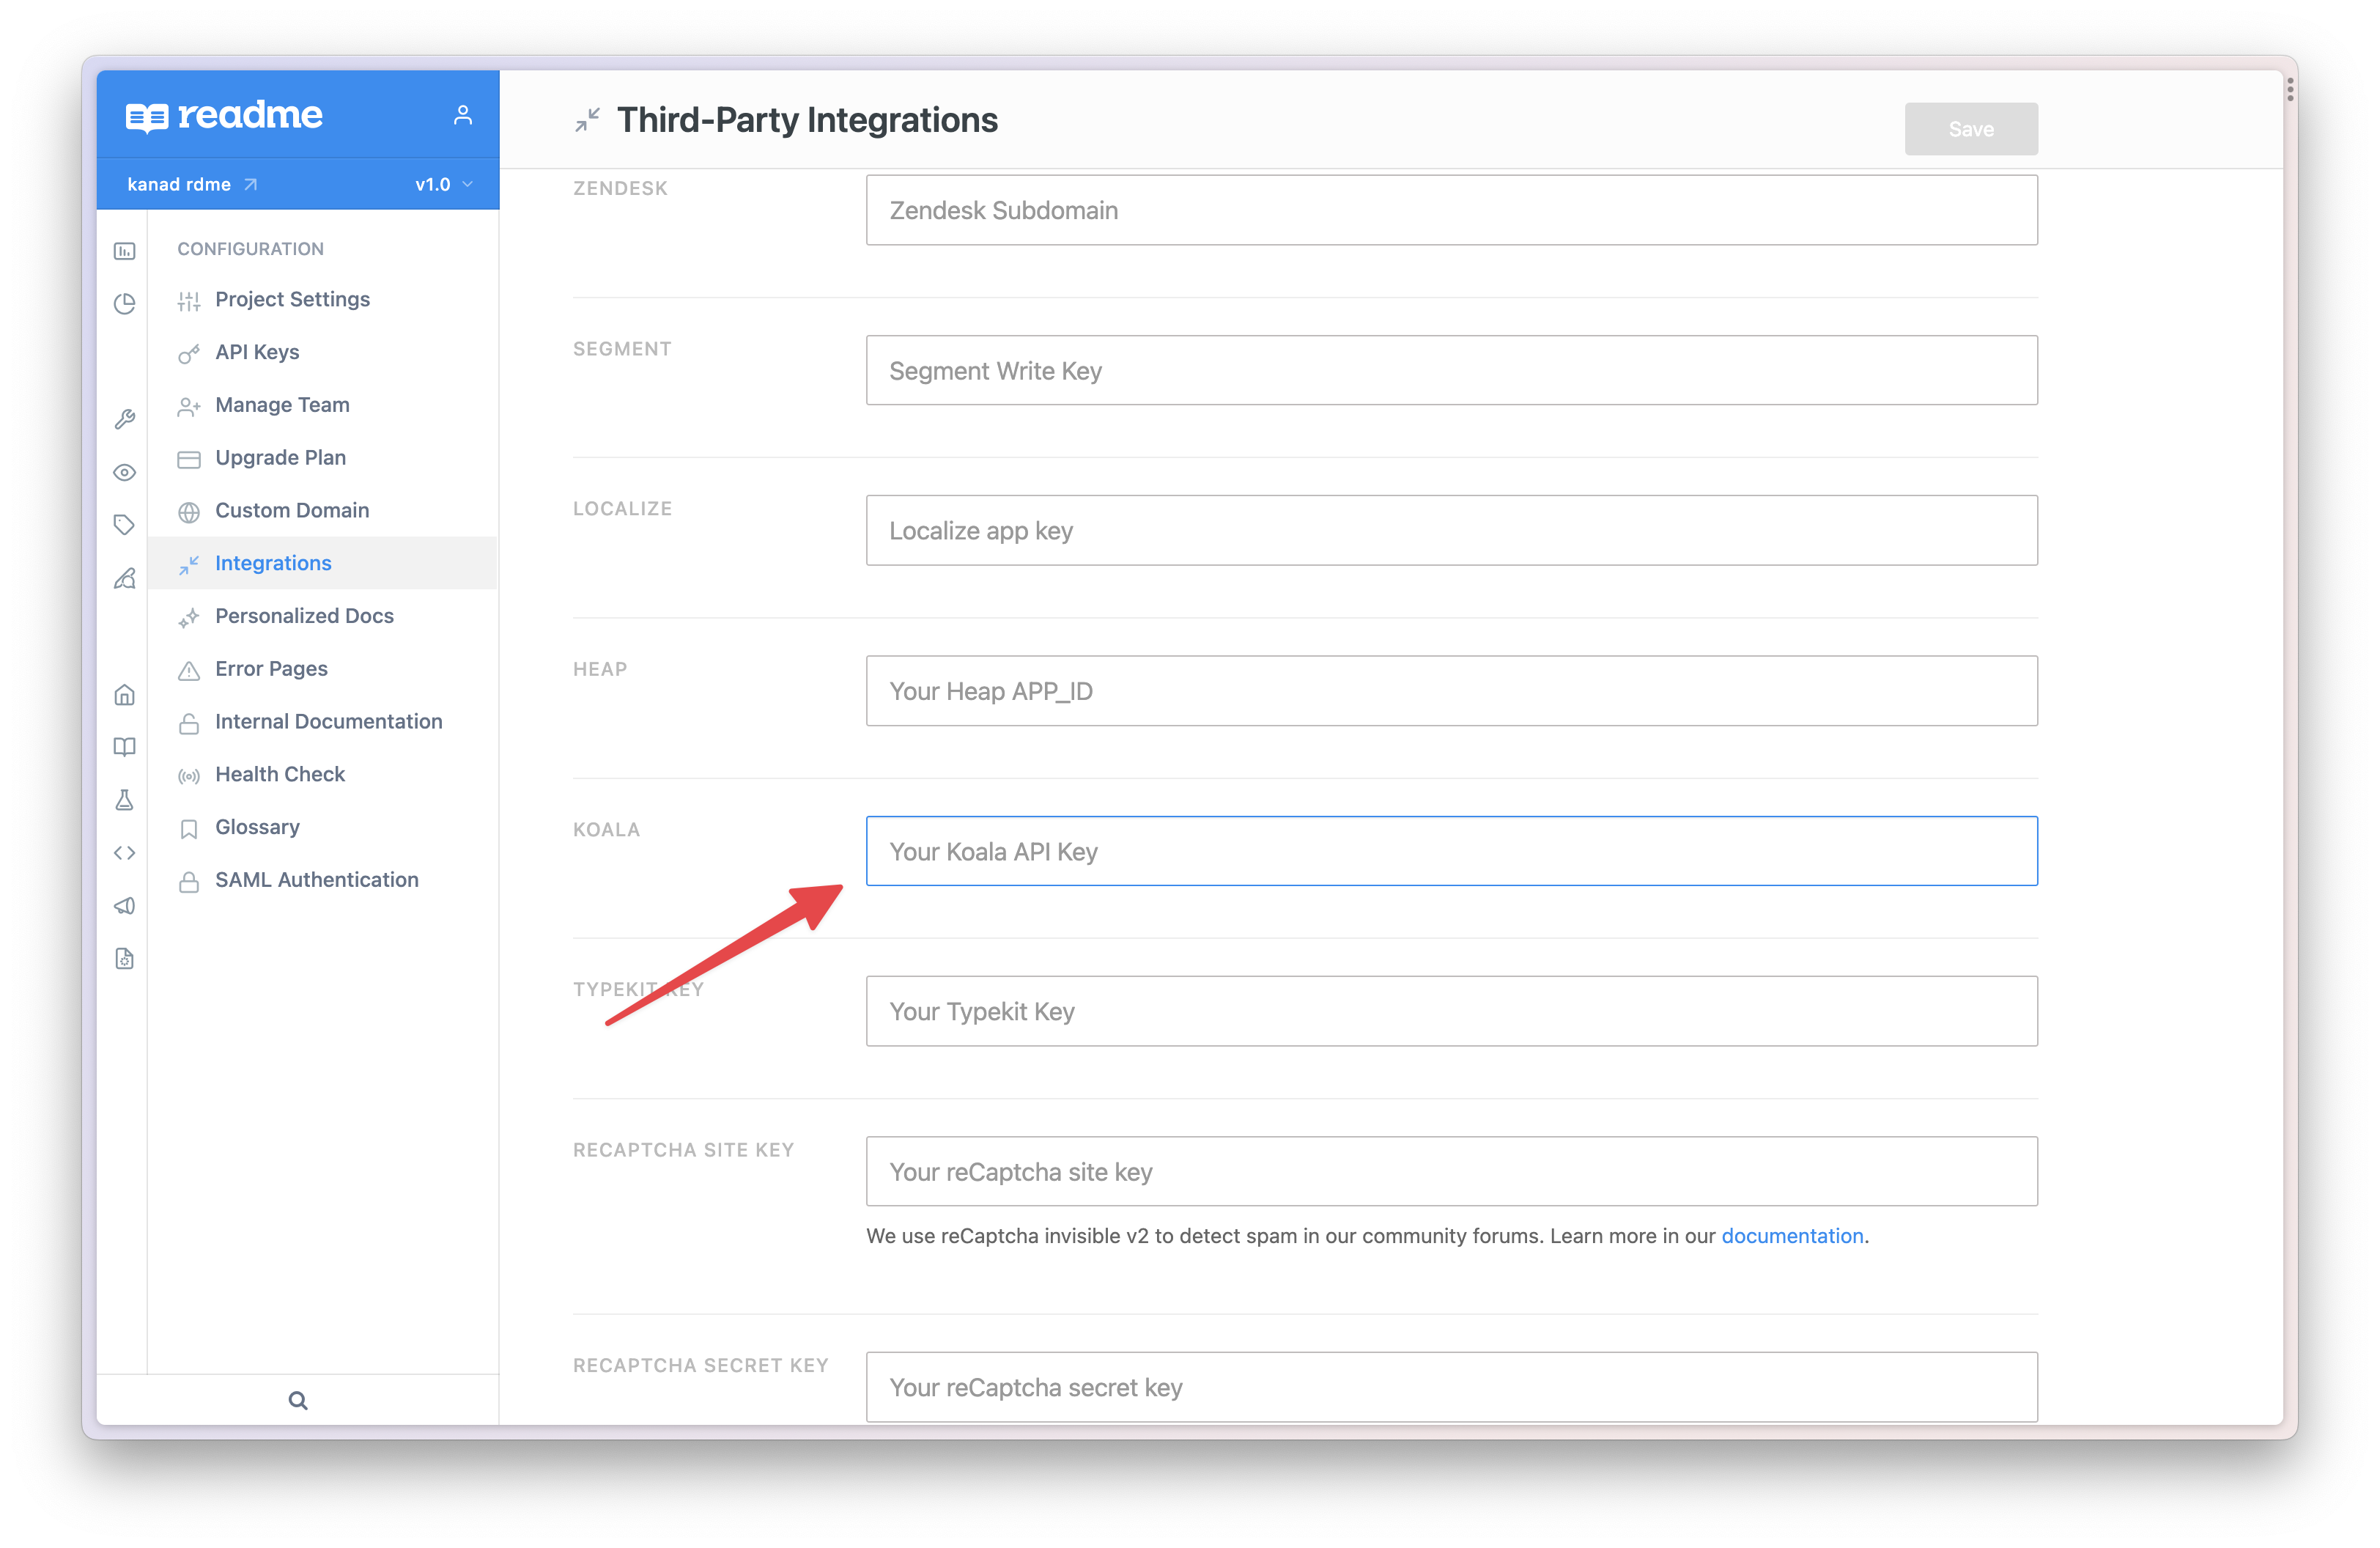 readme
kanad rdme
v1.0
CONFIGURATION
Project Settings
API Keys
Manage Team
Upgrade Plan
Custom Domain
Integrations
Personalized Docs
Error Pages
Internal Documentation
Health Check
Glossary
SAML Authentication
Third-Party Integrations
Save
ZENDESK
Zendesk Subdomain
SEGMENT
Segment Write Key
LOCALIZE
Localize app key
HEAP
Your Heap APP_ID
KOALA
Your Koala API Key
TYPEKIT KEY
Your Typekit Key
RECAPTCHA SITE KEY
Your reCaptcha site key
We use reCaptcha invisible v2 to detect spam in our community forums. Learn more in our documentation.
RECAPTCHA SECRET KEY
Your reCaptcha secret key